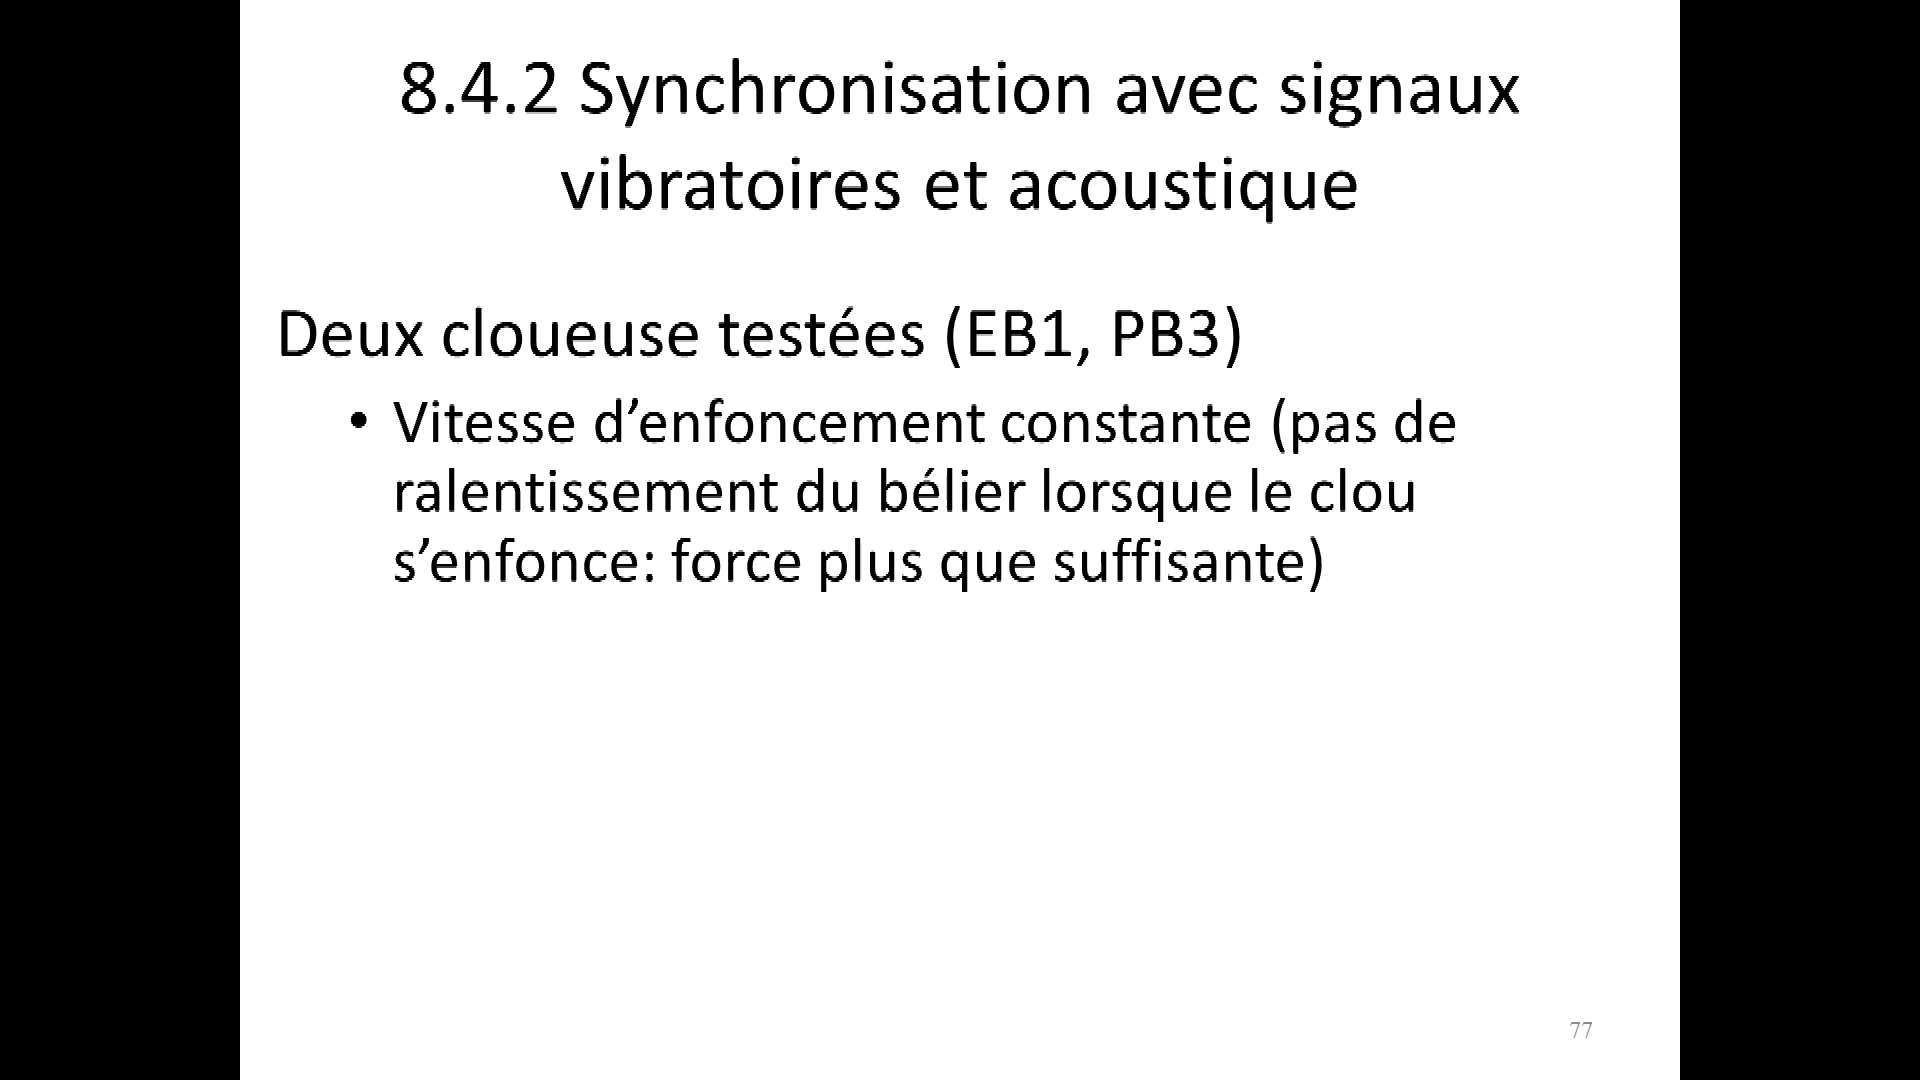 8.4.2 Synchronisation avec signaux
vibratoires et acoustique
Deux cloueuse testées (EB1, PB3)
• Vitesse d’enfoncement constante (pas de
ralentissement du bélier lorsque le clou
s’enfonce: force plus que suffisante)
77